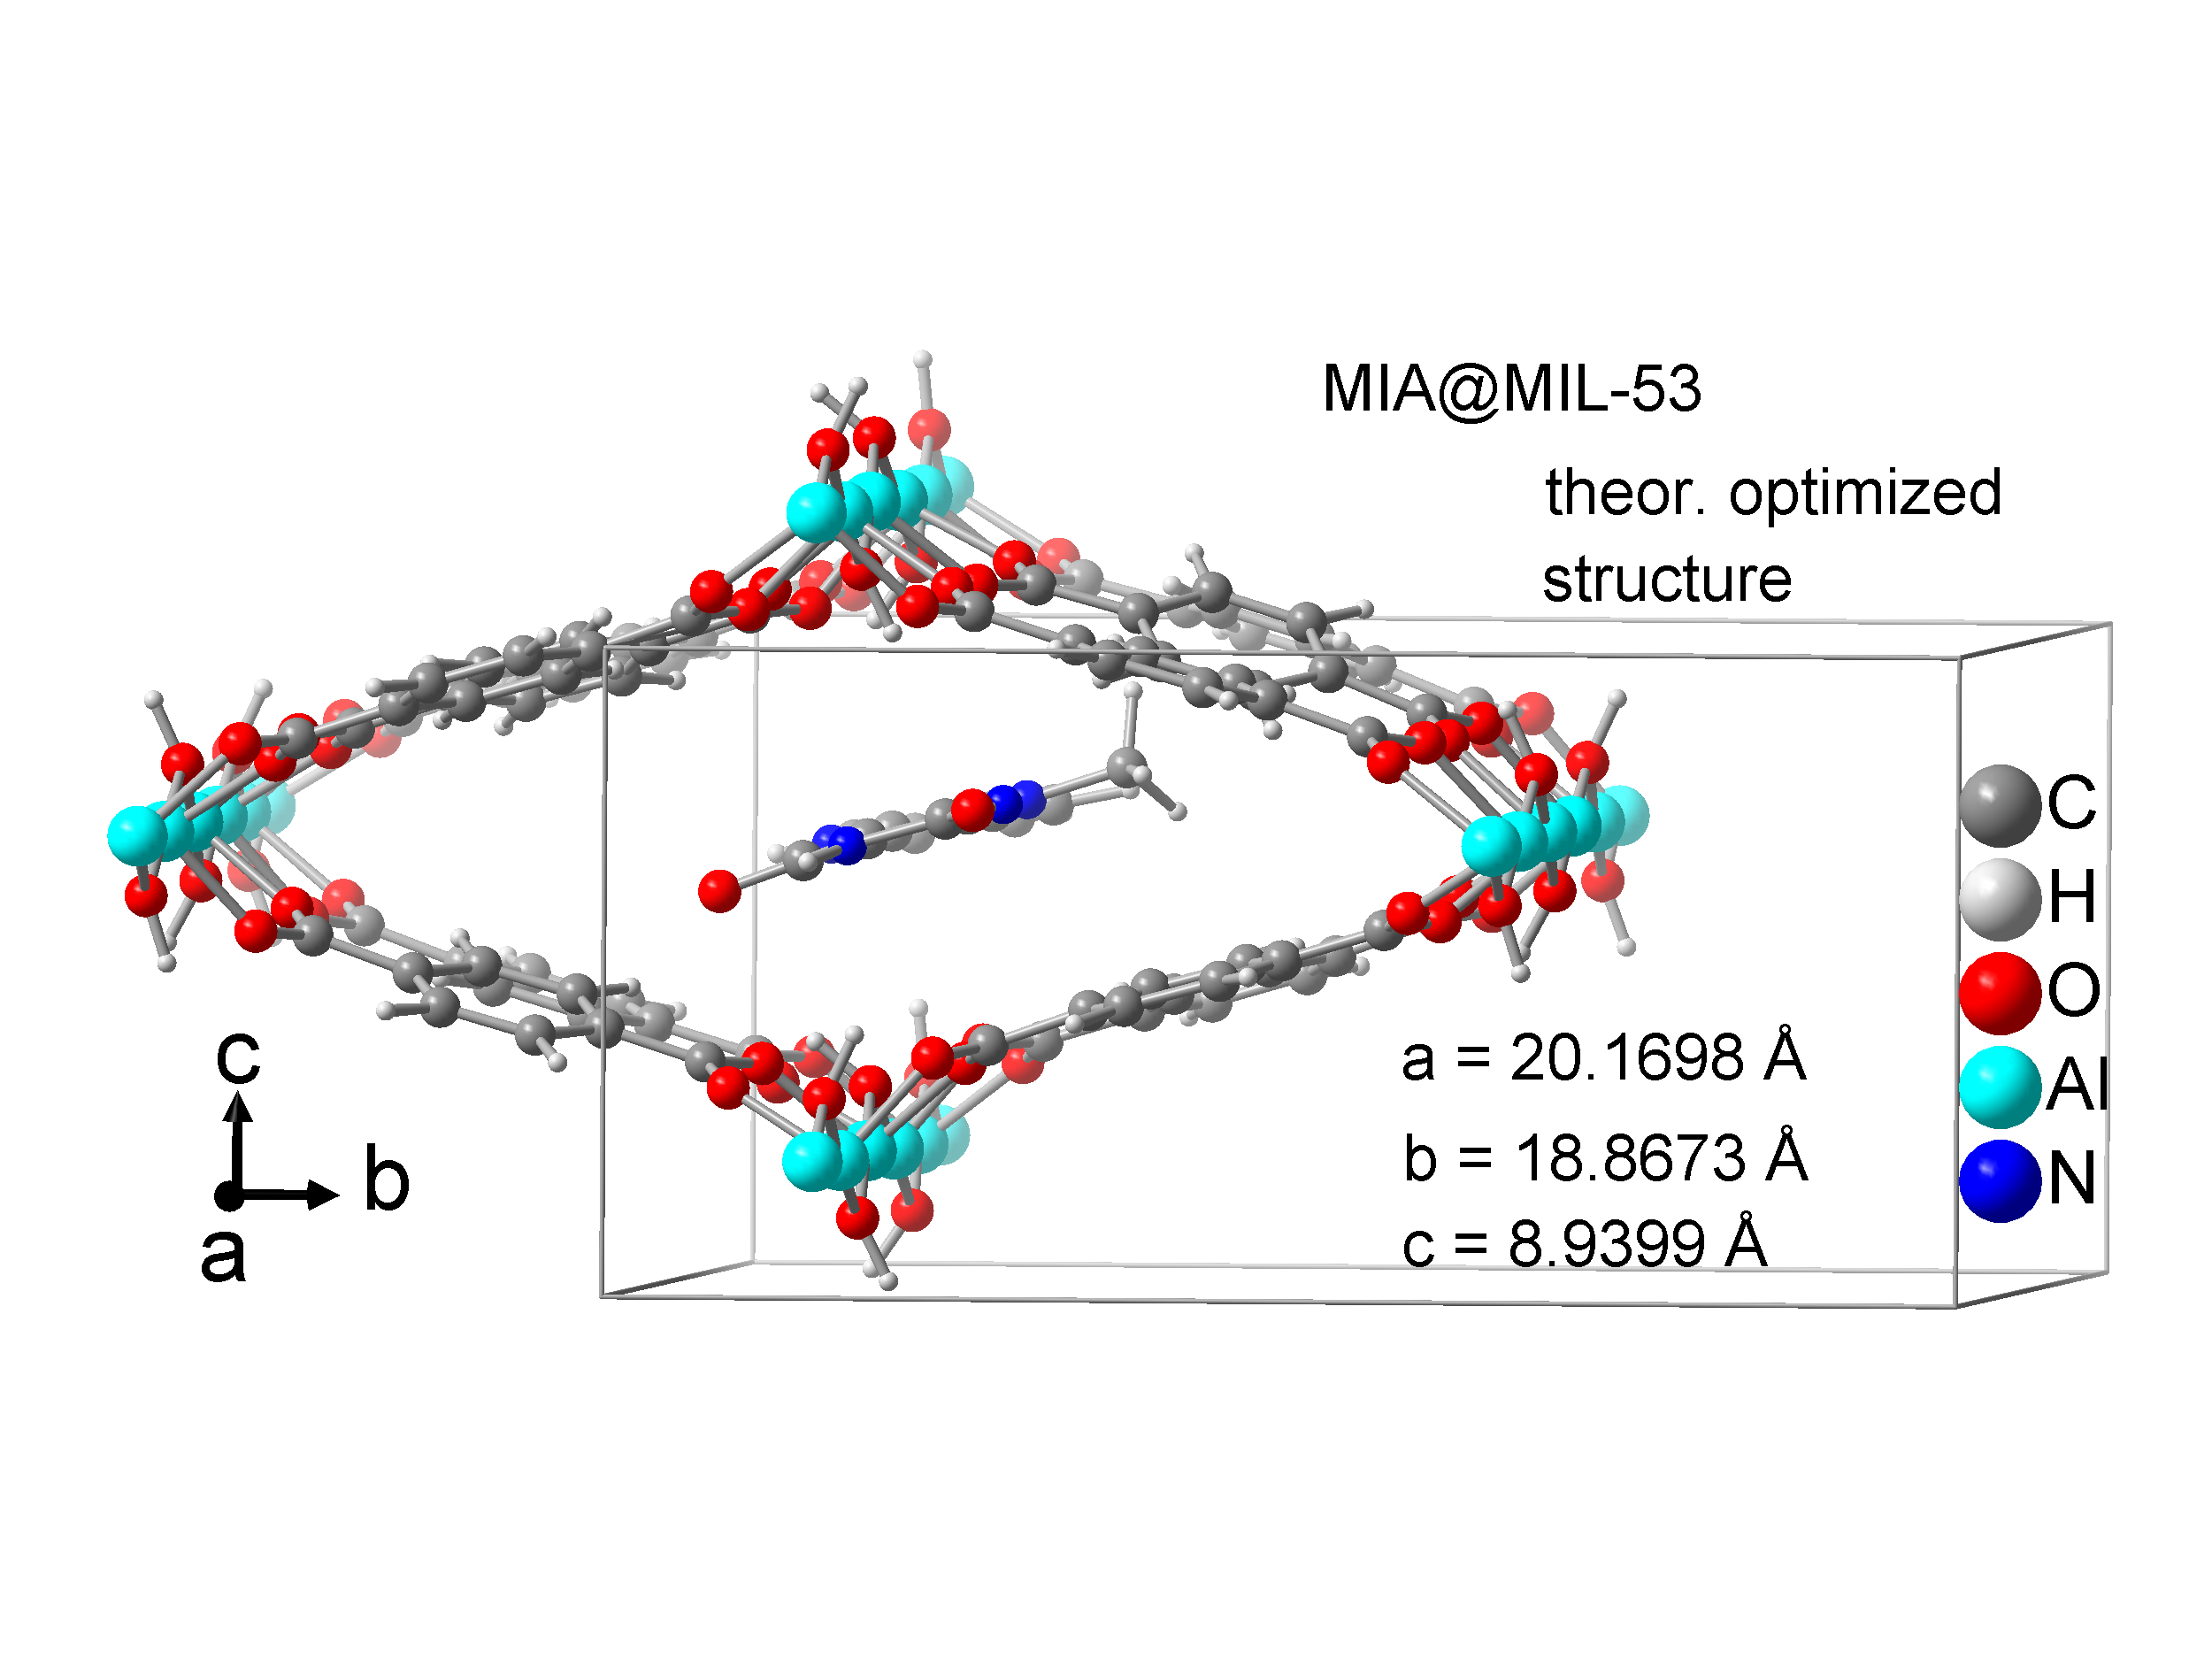 MIA@MIL-53
theor. optimized
structure
C
H
O
Al
N
a = 20.1698 Å
b = 18.8673 Å
c = 8.9399 Å
c
b
a